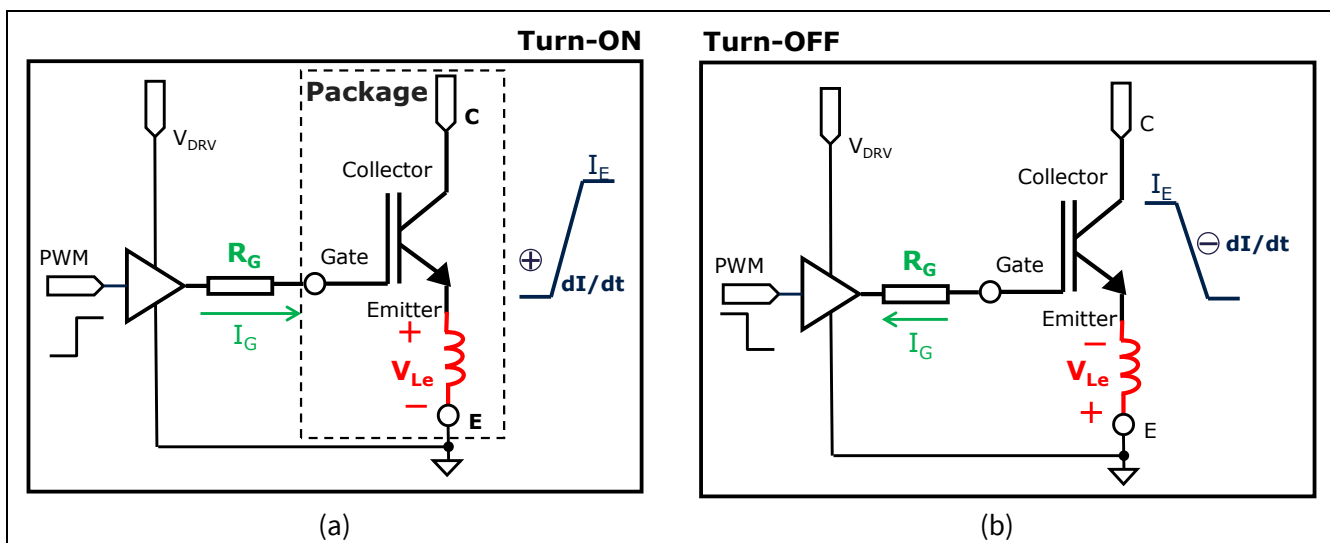 Turn-ON
Package
C
VDRV
Collector
IE
PWM
RG
Gate
⊕
dI/dt
Emitter
IG
+
VLe
−
E
(a)
Turn-OFF
C
VDRV
Collector
IE
PWM
RG
Gate
⊖ dI/dt
Emitter
IG
−
VLe
+
E
(b)